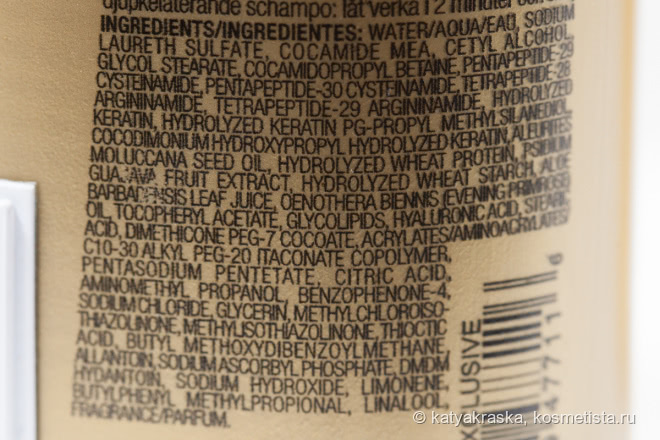 djupkelaterande schampo: låt verka i 2 minuter
INGREDIENTS/INGREDIENTES: WATER/AQUA/EAU, SODIUM
LAURETH SULFATE, COCAMIDE MEA, CETYL ALCOHOL,
GLYCOL STEARATE, COCAMIDOPROPYL BETAINE, PENTAPEPTIDE-29
CYSTEINAMIDE, PENTAPEPTIDE-30 CYSTEINAMIDE, TETRAPEPTIDE-28
ARGININAMIDE, TETRAPEPTIDE-29 ARGININAMIDE, HYDROLYZED
KERATIN, HYDROLYZED KERATIN PG-PROPYL METHYLSILANEDIOL,
COCODIMONIUM HYDROXYPROPYL HYDROLYZED KERATIN, ALEURITES
MOLUCCANA SEED OIL, HYDROLYZED WHEAT PROTEIN, PSIDIUM
GUAJAVA FRUIT EXTRACT, HYDROLYZED WHEAT STARCH, ALOE
BARBADENSIS LEAF JUICE, OENOTHERA BIENNIS (EVENING PRIMROSE)
OIL, TOCOPHERYL ACETATE, GLYCOLIPIDS, HYALURONIC ACID, STEARIC
ACID, DIMETHICONE PEG-7 COCOATE, ACRYLATES/AMINOACRYLATES/
C10-30 ALKYL PEG-20 ITACONATE COPOLYMER,
PENTASODIUM PENTETATE, CITRIC ACID,
AMINOMETHYL PROPANOL, BENZOPHENONE-4,
SODIUM CHLORIDE, GLYCERIN, METHYLCHLOROISO-
THIAZOLINONE, METHYLISOTHIAZOLINONE, THIOCTIC
ACID, BUTYL METHOXYDIBENZOYLMETHANE,
ALLANTOIN, SODIUM ASCORBYL PHOSPHATE, DMDM
HYDANTOIN, SODIUM HYDROXIDE, LIMONENE,
BUTYLPHENYL METHYLPROPIONAL, LINALOOL,
FRAGRANCE/PARFUM.
XCLUSIVE
47711 6
© katyakraska, kosmetista.ru